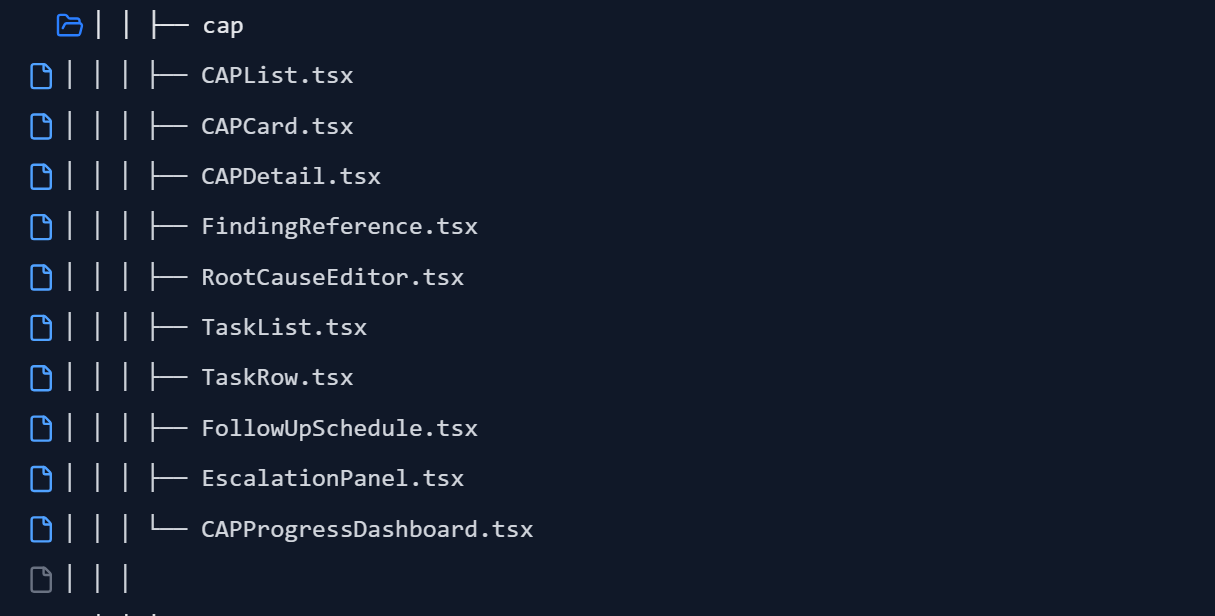 │ │ ├── cap
│ │ │ ├── CAPList.tsx
│ │ │ ├── CAPCard.tsx
│ │ │ ├── CAPDetail.tsx
│ │ │ ├── FindingReference.tsx
│ │ │ ├── RootCauseEditor.tsx
│ │ │ ├── TaskList.tsx
│ │ │ ├── TaskRow.tsx
│ │ │ ├── FollowUpSchedule.tsx
│ │ │ ├── EscalationPanel.tsx
│ │ │ └── CAPProgressDashboard.tsx
│ │ │